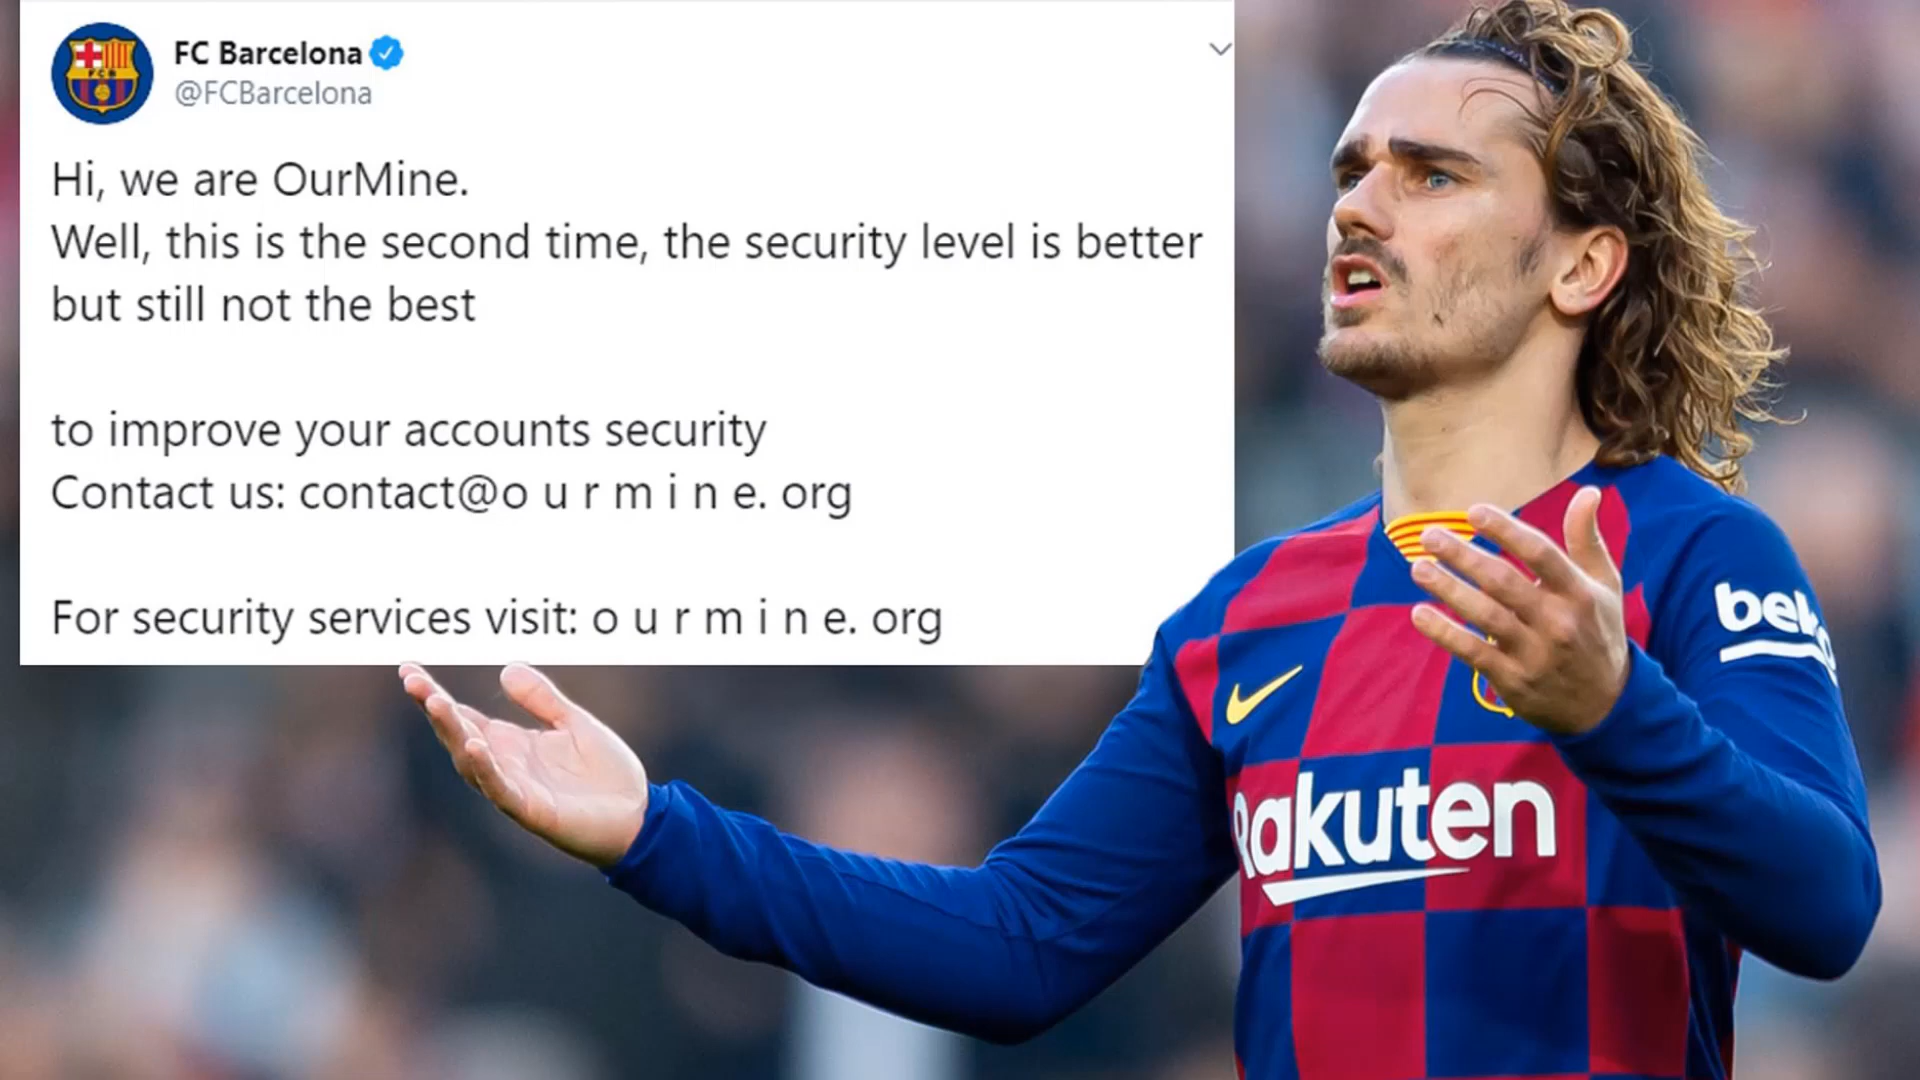 FC Barcelona
@FCBarcelona
Hi, we are OurMine.
Well, this is the second time, the security level is better
but still not the best
to improve your accounts security
Contact us: contact@o u r m i n e. org
For security services visit: o u r m i n e. org
beko
Rakuten
FCB